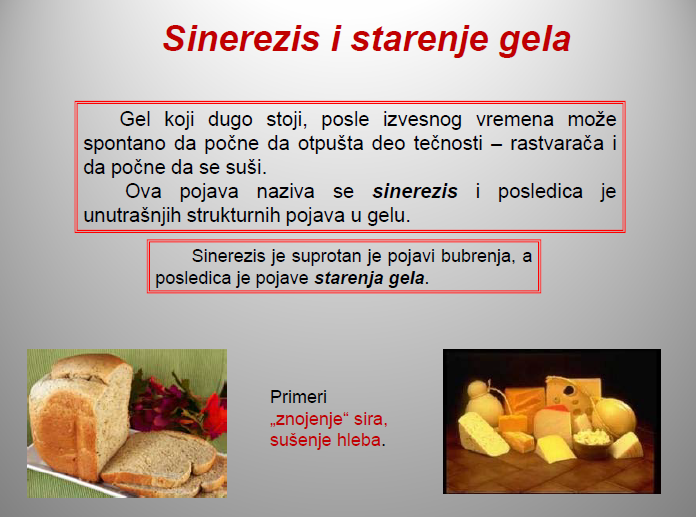 Sinerezis i starenje gela
Gel koji dugo stoji, posle izvesnog vremena može
spontano da počne da otpušta deo tečnosti – rastvarača i
da počne da se suši.
Ova pojava naziva se sinerezis i posledica je
unutrašnjih strukturnih pojava u gelu.
Sinerezis je suprotan je pojavi bubrenja, a
posledica je pojave starenja gela.
Primeri
„znojenje“ sira,
sušenje hleba.